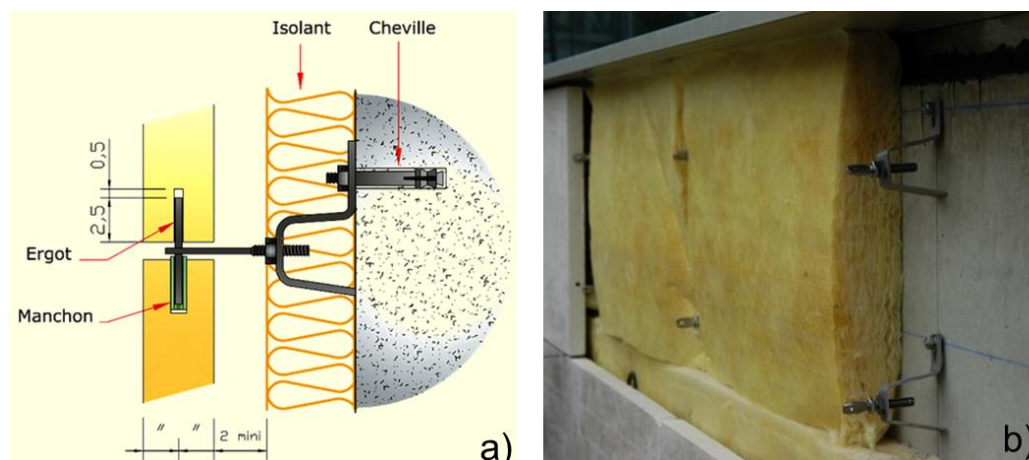 Isolant
Cheville
0,5
2,5
Ergot
Manchon
" "
2 mini
a)
b)